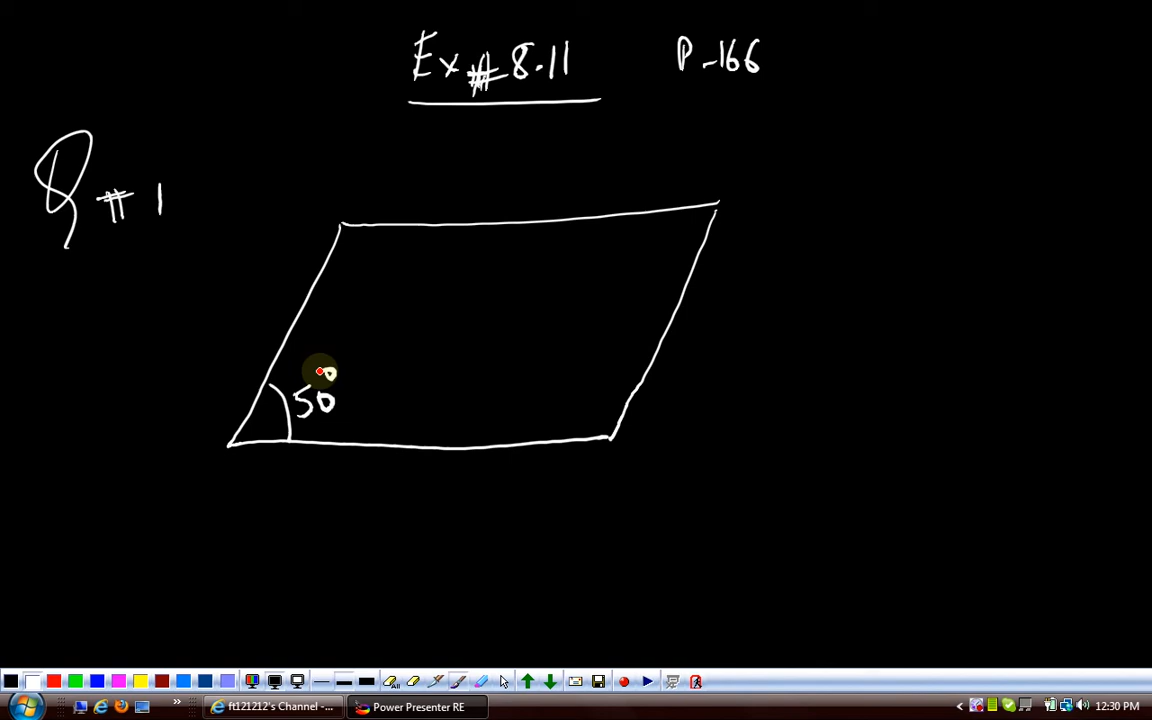 Ex # 8.11 P-166
Q # 1
50°
ft121212's Channel -... Power Presenter RE 12:30 PM